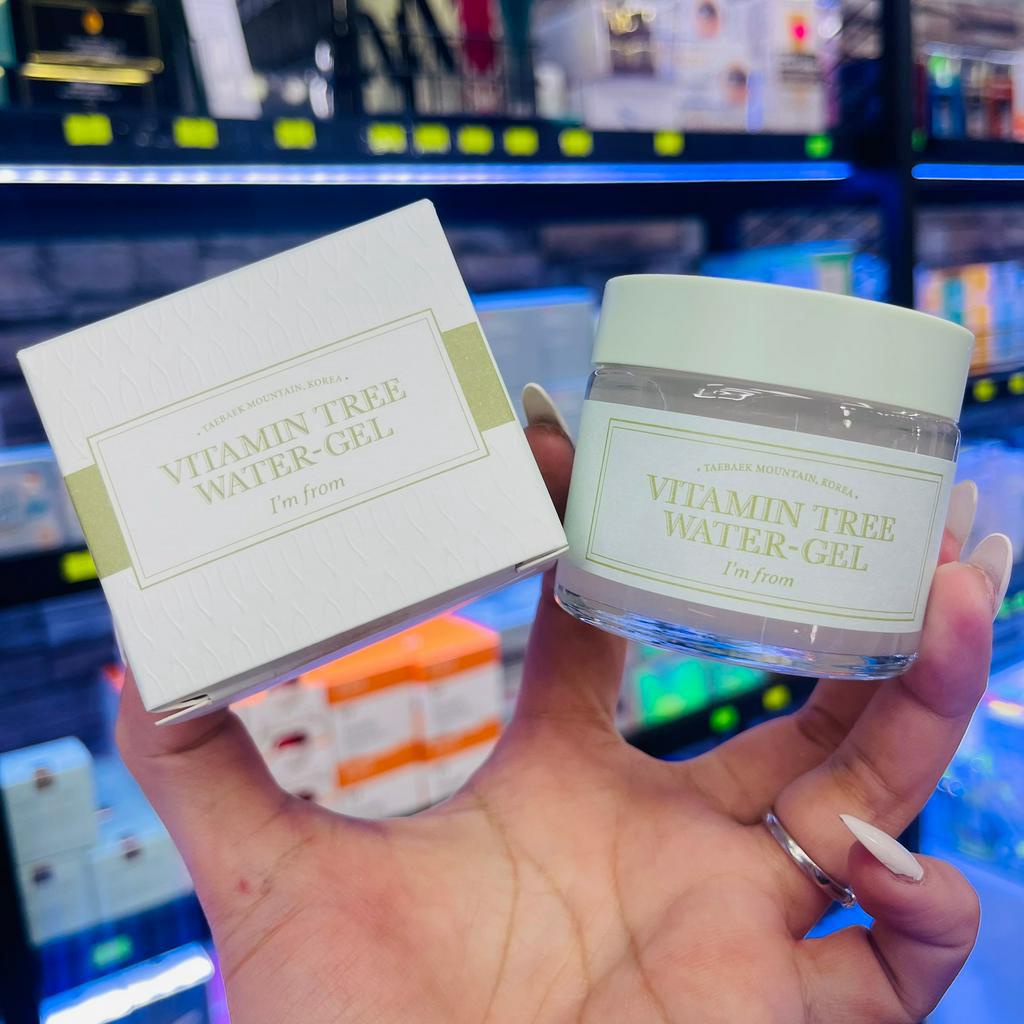 • TAEBAEK MOUNTAIN, KOREA •
VITAMIN TREE
WATER-GEL
I'm from
• TAEBAEK MOUNTAIN, KOREA •
VITAMIN TREE
WATER-GEL
I'm from